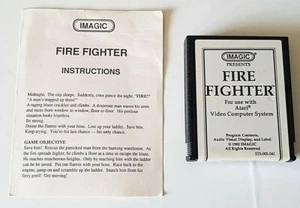 IMAGIC
FIRE FIGHTER
INSTRUCTIONS
Midnight. The city sleeps. Suddenly, cries pierce the night, "FIRE!"
"A man's trapped up there!"
A raging blaze crackles and climbs. A desperate man waves his arms
and runs from window to window, floor to floor. His perilous
situation looks hopeless.
Be strong!
Douse the flames with your hose. Line up your ladder. Save him.
Keep trying. You're his last chance — his only chance.
GAME OBJECTIVE
Save him! Rescue the panicked man from the burning warehouse. As
the fire spreads higher, he climbs a floor at a time to escape the blaze.
He reaches treacherous heights. Only by reaching him with the ladder
can he be saved. Put out the flames with your hose. Race back to the
engine, jump on and scramble up the ladder. Snatch him from his
fiery perch! Get moving!
IMAGIC
PRESENTS
FIRE
FIGHTER
For use with
Atari®
Video Computer System
Program Contents,
Audio Visual Display, and Label
© 1982 IMAGIC
All Rights Reserved